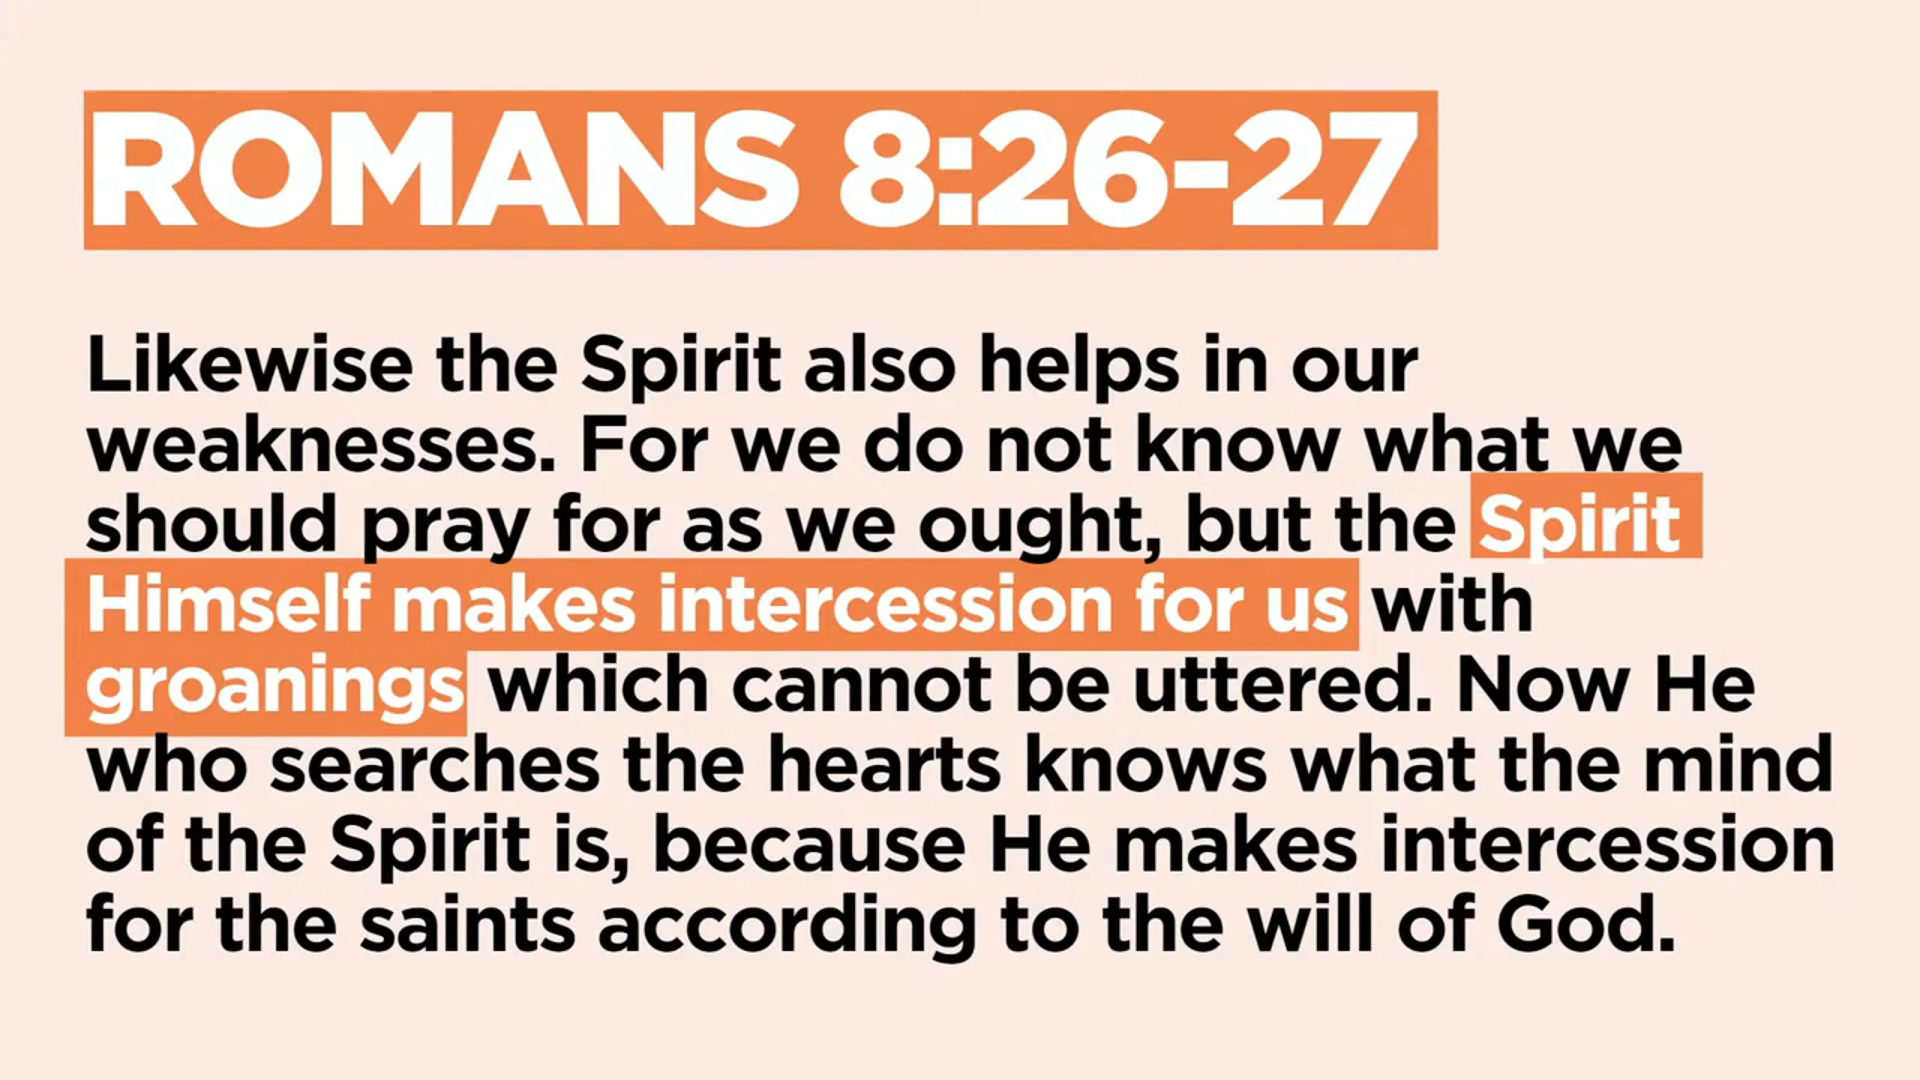 ROMANS 8:26-27
Likewise the Spirit also helps in our
weaknesses. For we do not know what we
should pray for as we ought, but the Spirit
Himself makes intercession for us with
groanings which cannot be uttered. Now He
who searches the hearts knows what the mind
of the Spirit is, because He makes intercession
for the saints according to the will of God.